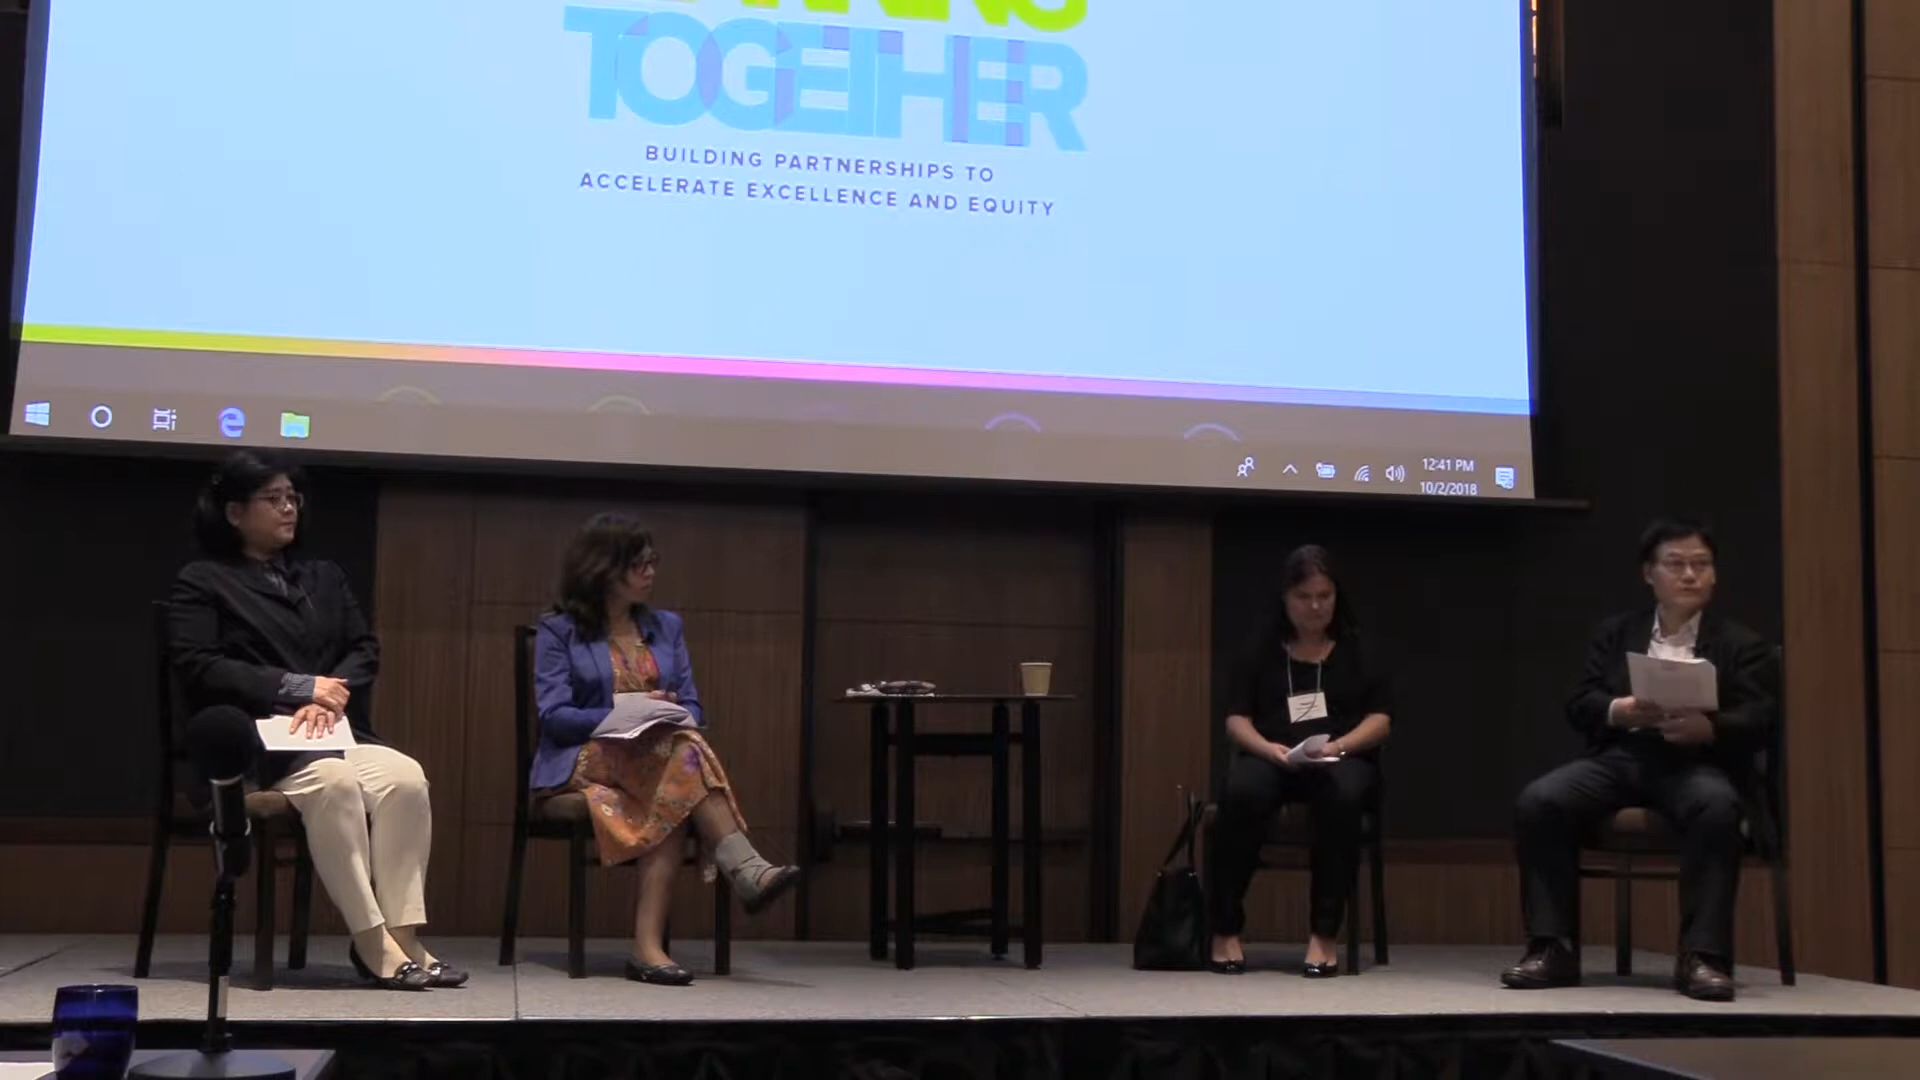 TOGETHER
BUILDING PARTNERSHIPS TO
ACCELERATE EXCELLENCE AND EQUITY
12:41 PM
10/2/2018